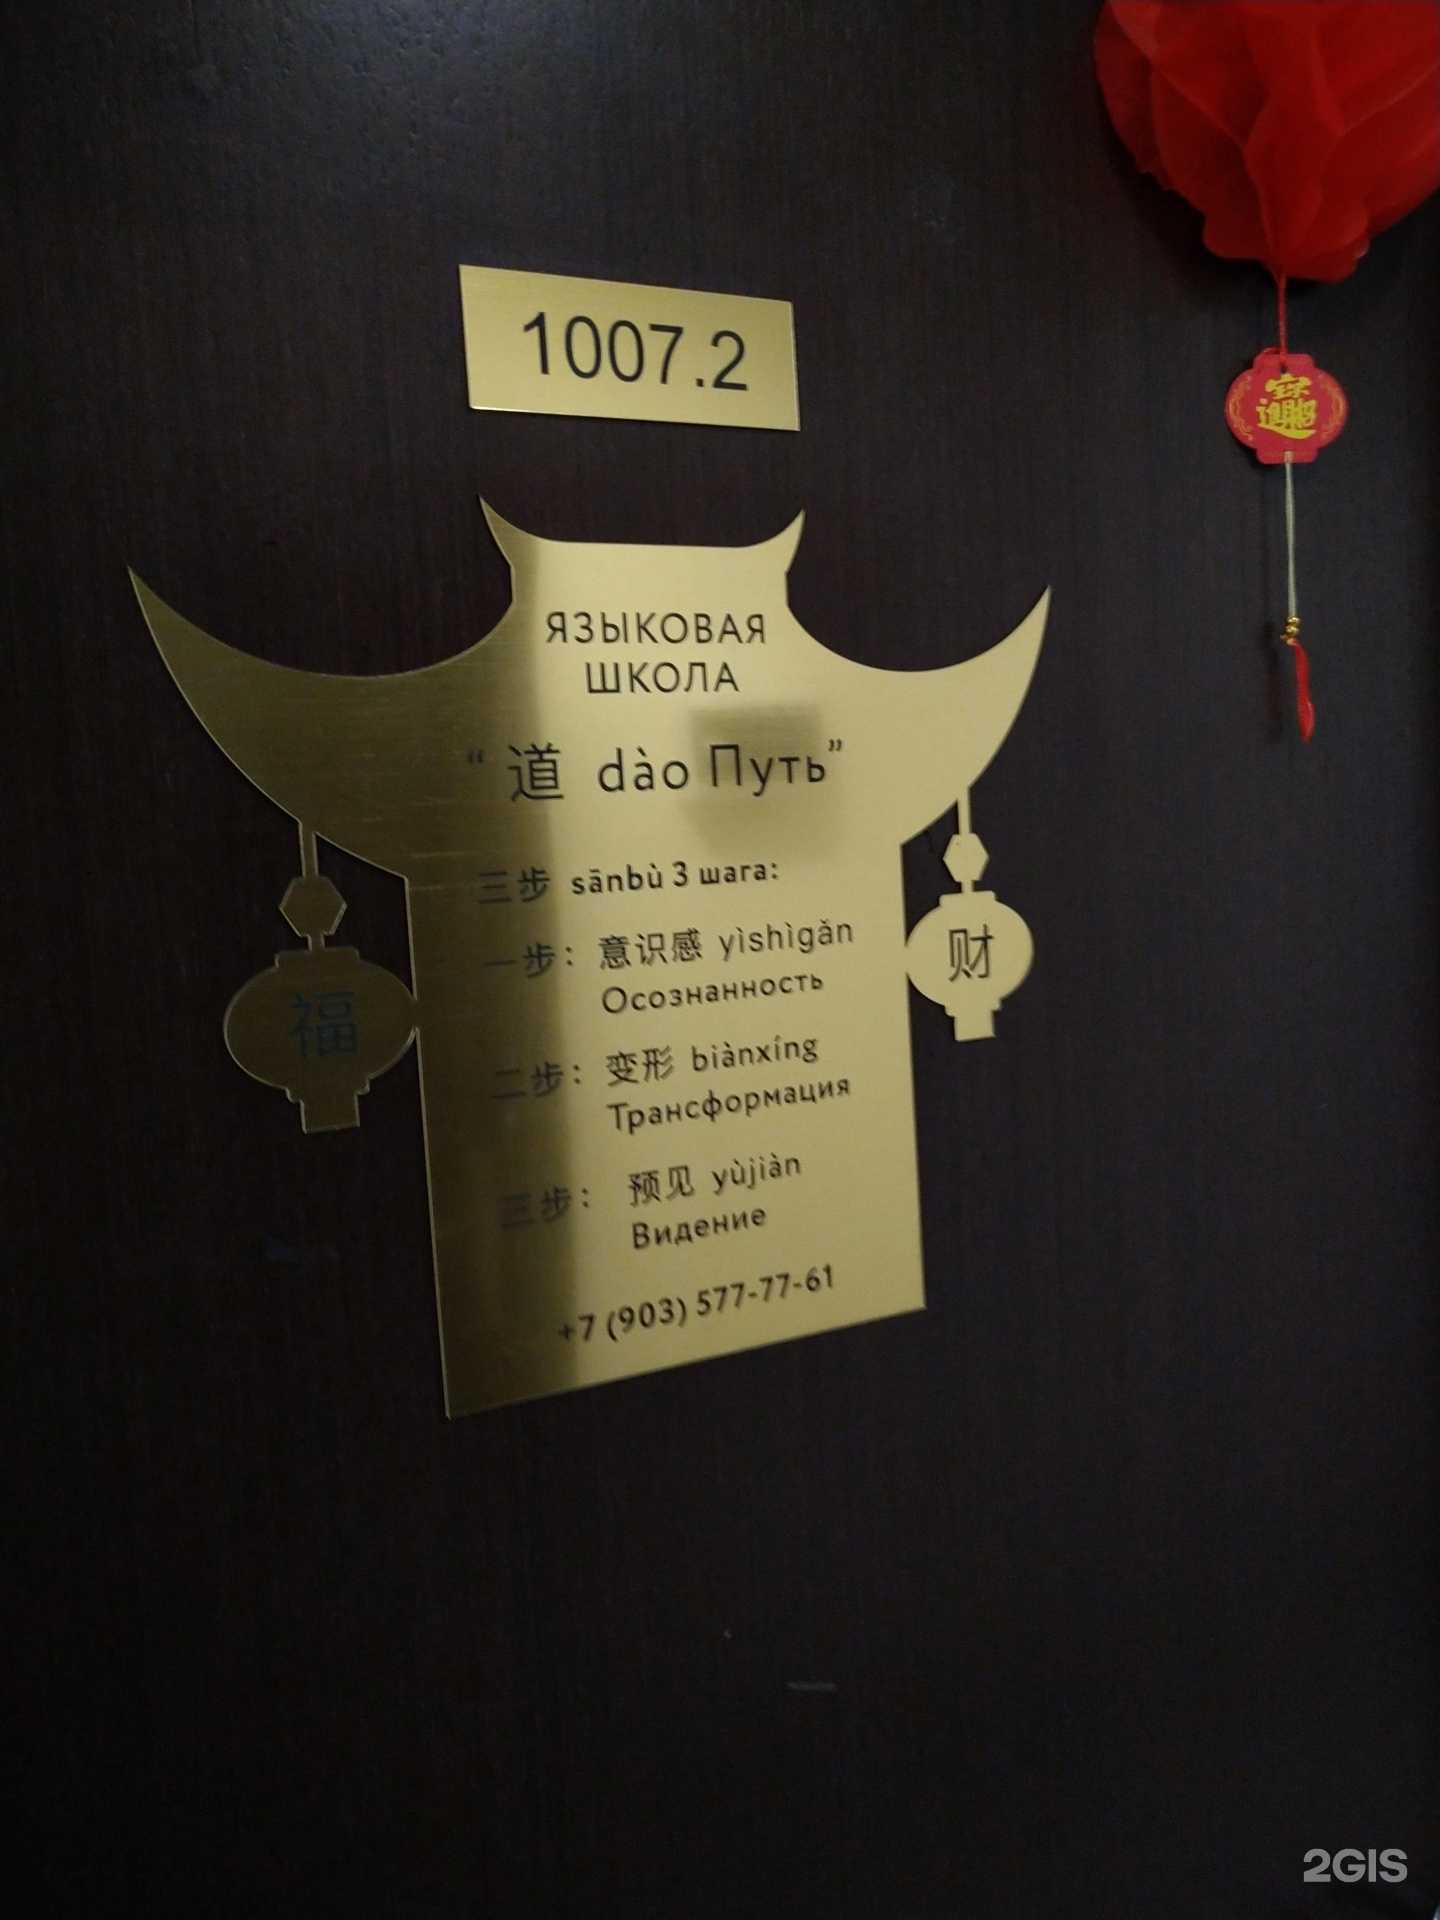 1007.2
ЯЗЫКОВАЯ
ШКОЛА
“ 道 dào Путь”
三步 sānbù 3 шага:
一步： 意识感 yìshìgǎn
Осознанность
二步： 变形 biànxíng
Трансформация
三步： 预见 yùjiàn
Видение
+7 (903) 577-77-61
福
财
2GIS